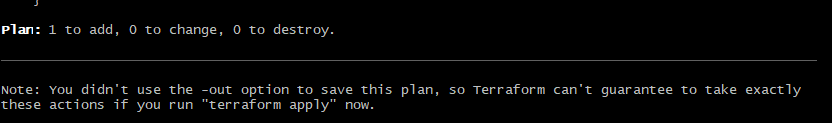 }
Plan: 1 to add, 0 to change, 0 to destroy.
Note: You didn't use the -out option to save this plan, so Terraform can't guarantee to take exactly
these actions if you run "terraform apply" now.